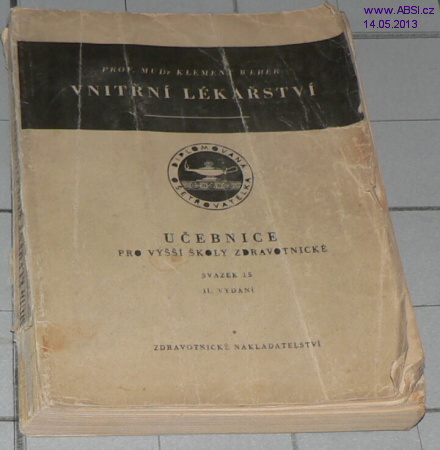 www.ABSI.cz
14.05.2013
PROF. MUDr KLEMENT WEBER
VNITŘNÍ LÉKAŘSTVÍ
DIPLOMOVANÁ
OŠETŘOVATELKA
UČEBNICE
PRO VYŠŠÍ ŠKOLY ZDRAVOTNICKÉ
SVAZEK 13
II. VYDÁNÍ
ZDRAVOTNICKÉ NAKLADATELSTVÍ